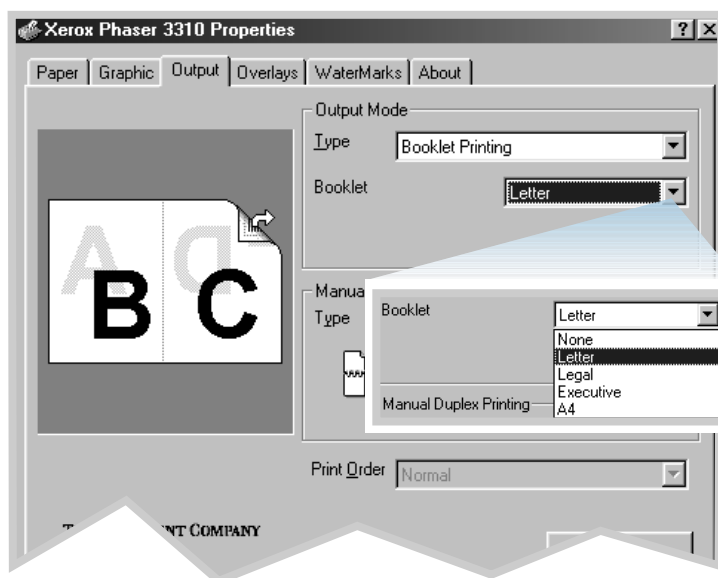 Xerox Phaser 3310 Properties
Paper Graphic Output Overlays WaterMarks About
Output Mode
Type Booklet Printing
Booklet Letter
A D
B C
Manua
Type
Booklet Letter
None
Letter
Legal
Executive
A4
Manual Duplex Printing
Print Order Normal
NT COMPANY